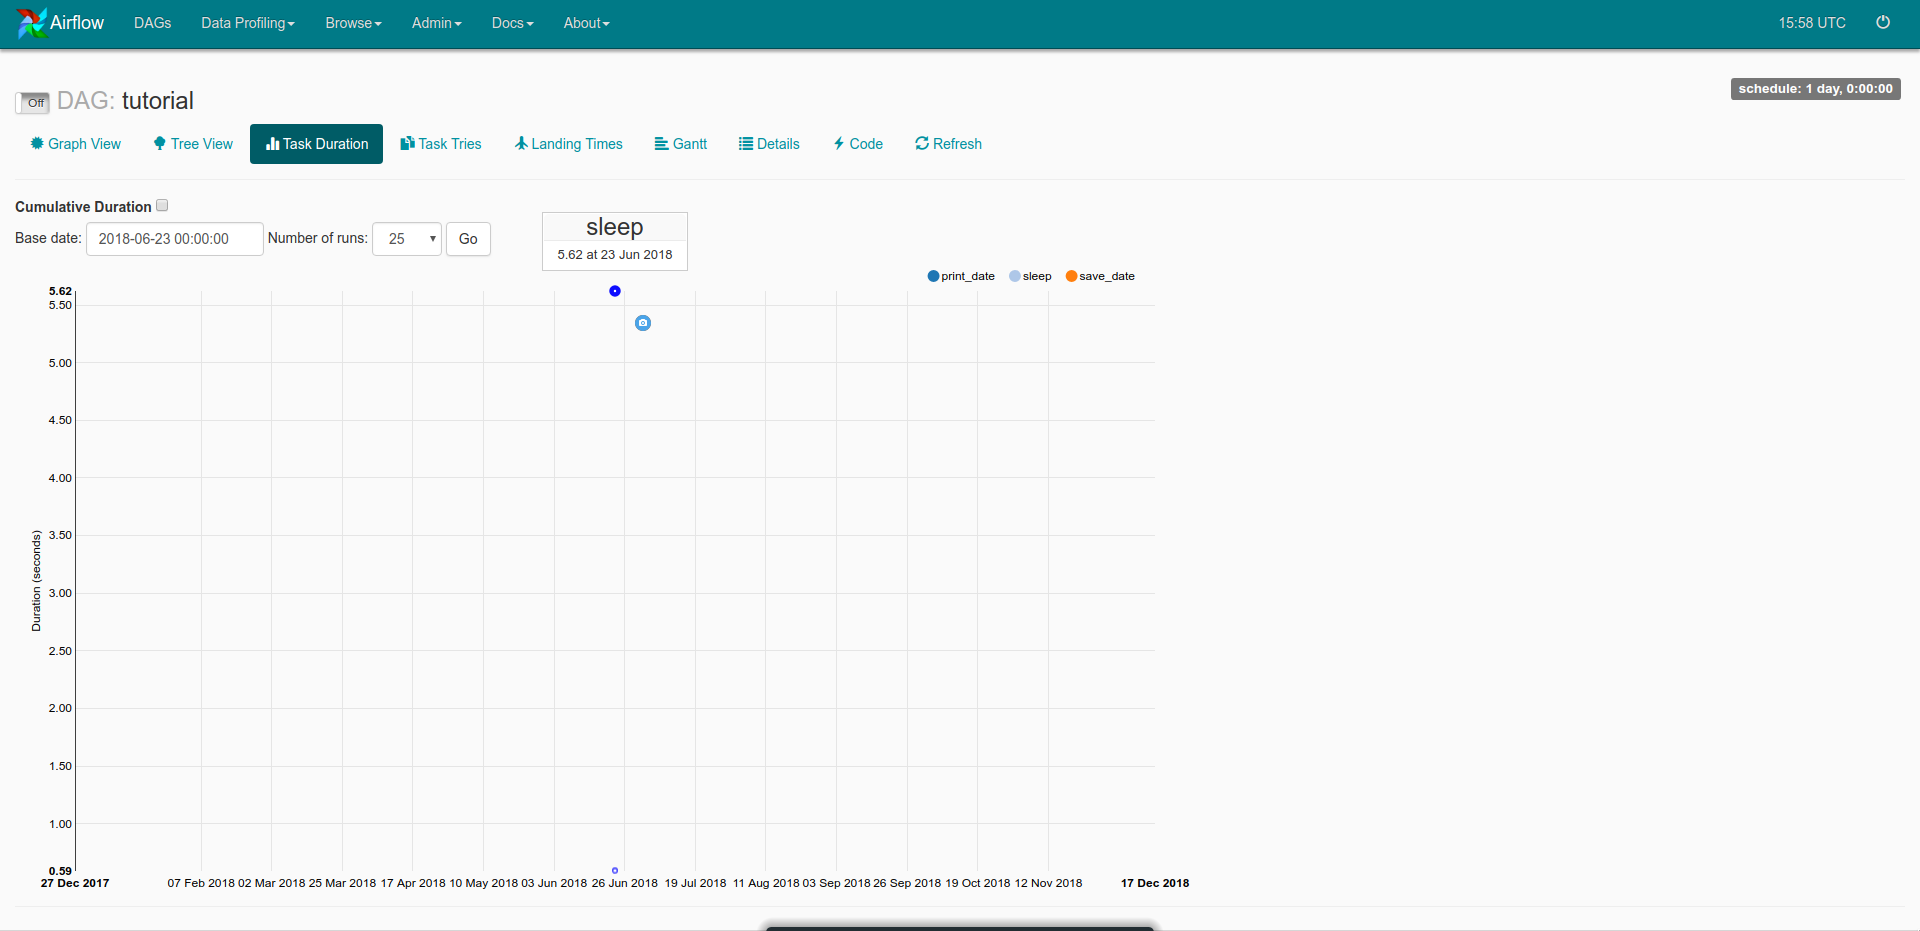 Airflow DAGs Data Profiling Browse Admin Docs About 15:58 UTC
schedule: 1 day, 0:00:00
Off DAG: tutorial
Graph View Tree View Task Duration Task Tries Landing Times Gantt Details Code Refresh
Cumulative Duration
Base date: 2018-06-23 00:00:00 Number of runs: 25 Go
sleep
5.62 at 23 Jun 2018
print_date sleep save_date
5.62
5.50
5.00
4.50
4.00
3.50
3.00
2.50
2.00
1.50
1.00
0.59
Duration (seconds)
27 Dec 2017 07 Feb 2018 02 Mar 2018 25 Mar 2018 17 Apr 2018 10 May 2018 03 Jun 2018 26 Jun 2018 19 Jul 2018 11 Aug 2018 03 Sep 2018 26 Sep 2018 19 Oct 2018 12 Nov 2018 17 Dec 2018